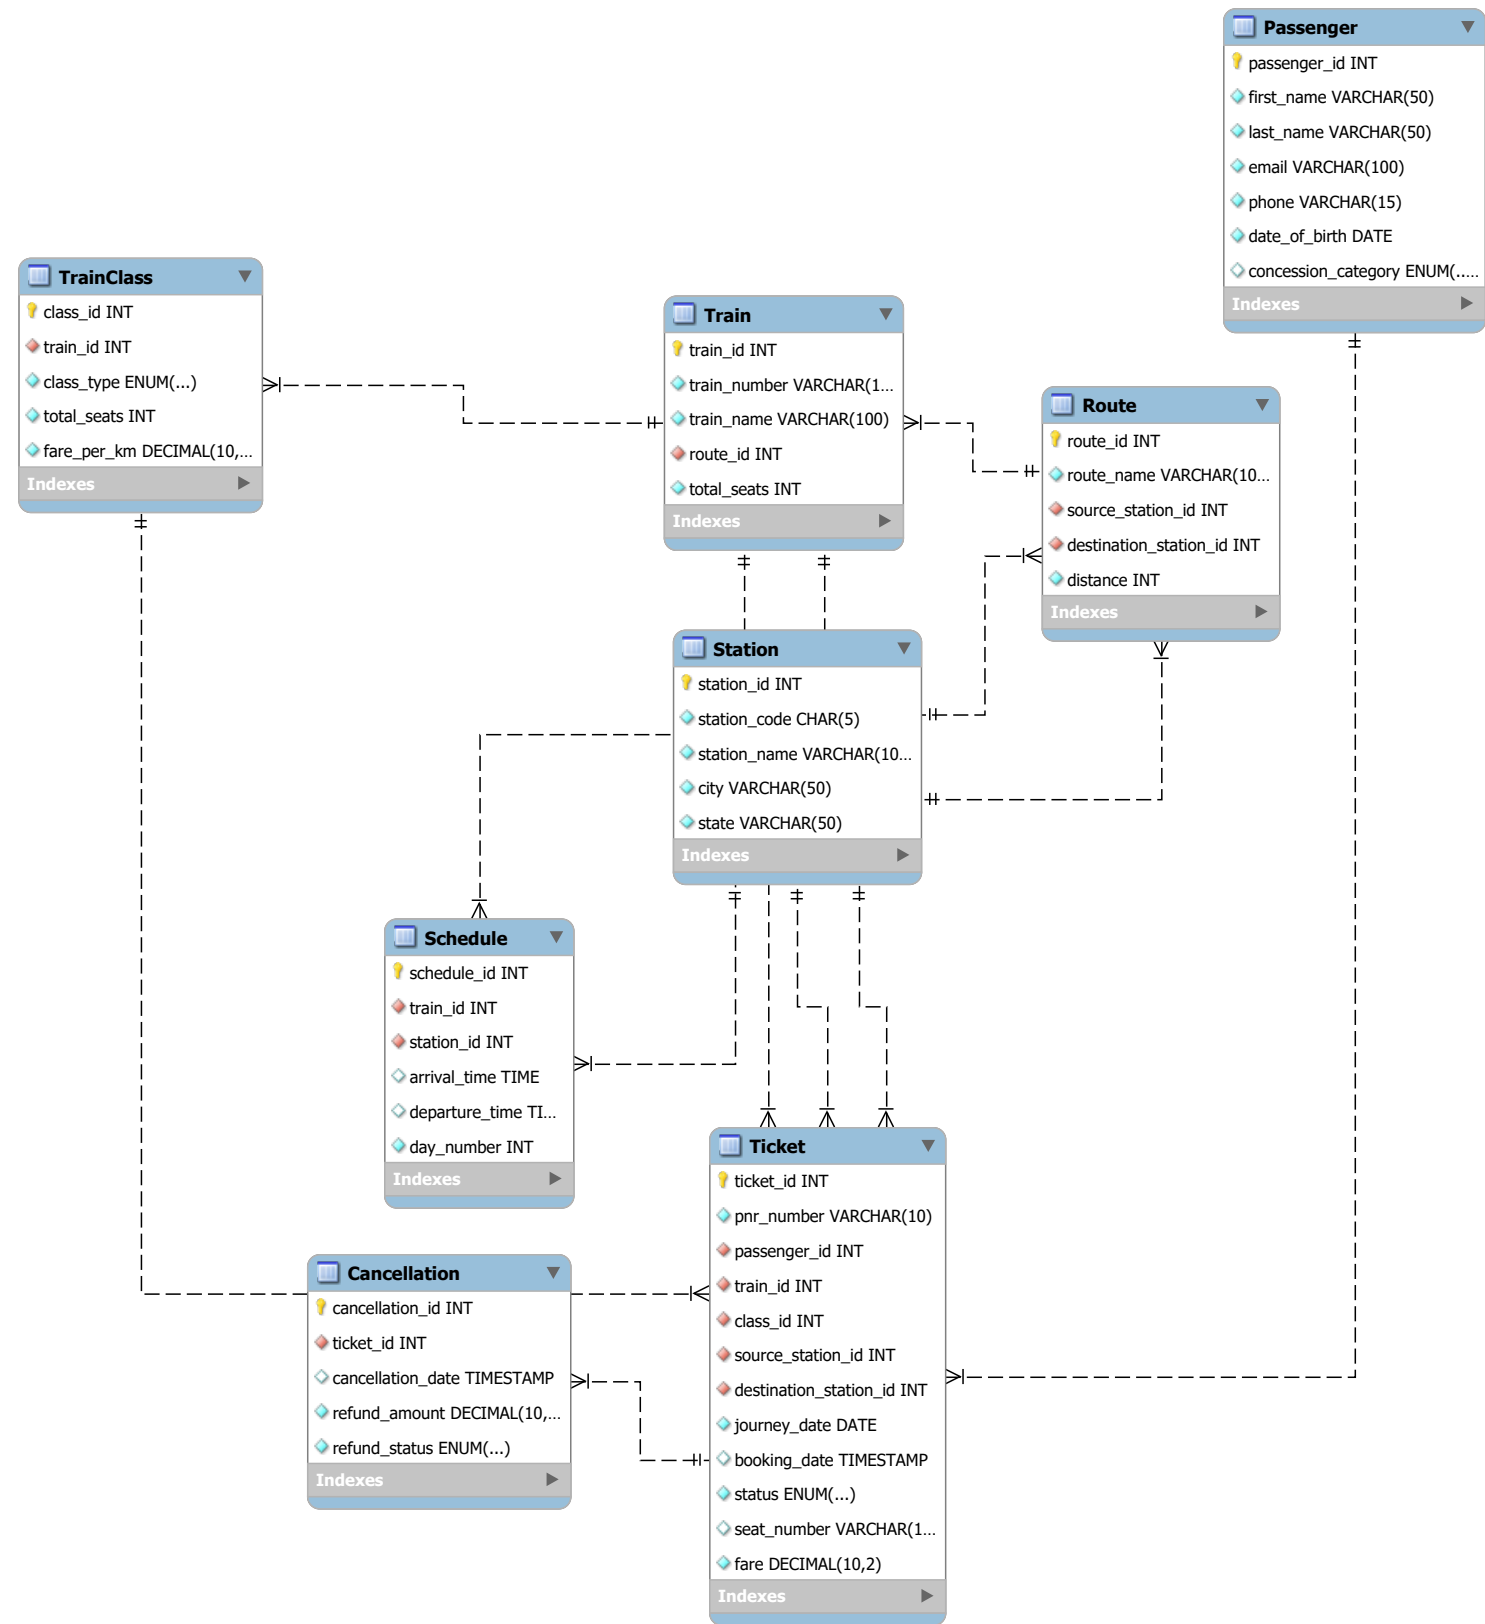 Passenger
passenger_id INT
first_name VARCHAR(50)
last_name VARCHAR(50)
email VARCHAR(100)
phone VARCHAR(15)
date_of_birth DATE
concession_category ENUM(.....
Indexes
TrainClass
class_id INT
train_id INT
class_type ENUM(...)
total_seats INT
fare_per_km DECIMAL(10,...
Indexes
Train
train_id INT
train_number VARCHAR(1...
train_name VARCHAR(100)
route_id INT
total_seats INT
Indexes
Route
route_id INT
route_name VARCHAR(10...
source_station_id INT
destination_station_id INT
distance INT
Indexes
Station
station_id INT
station_code CHAR(5)
station_name VARCHAR(10...
city VARCHAR(50)
state VARCHAR(50)
Indexes
Schedule
schedule_id INT
train_id INT
station_id INT
arrival_time TIME
departure_time TI...
day_number INT
Indexes
Ticket
ticket_id INT
pnr_number VARCHAR(10)
passenger_id INT
train_id INT
class_id INT
source_station_id INT
destination_station_id INT
journey_date DATE
booking_date TIMESTAMP
status ENUM(...)
seat_number VARCHAR(1...
fare DECIMAL(10,2)
Indexes
Cancellation
cancellation_id INT
ticket_id INT
cancellation_date TIMESTAMP
refund_amount DECIMAL(10,...
refund_status ENUM(...)
Indexes